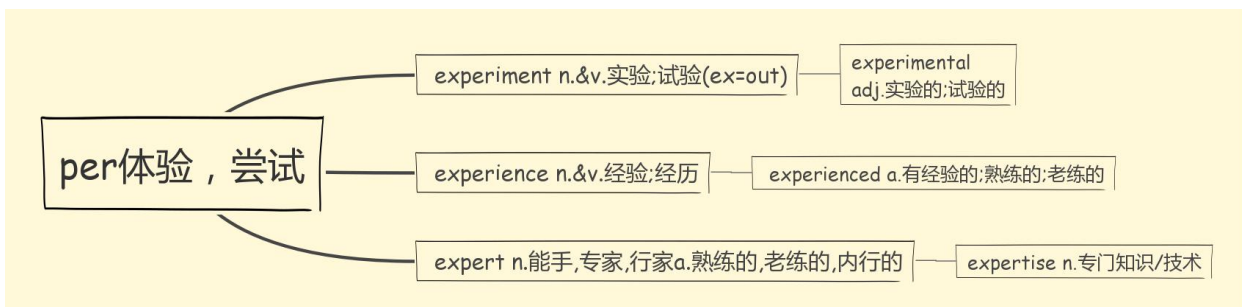 per体验，尝试
experiment n.&v.实验;试验(ex=out)
experimental
adj.实验的;试验的
experience n.&v.经验;经历
experienced a.有经验的;熟练的;老练的
expert n.能手,专家,行家a.熟练的,老练的,内行的
expertise n.专门知识/技术